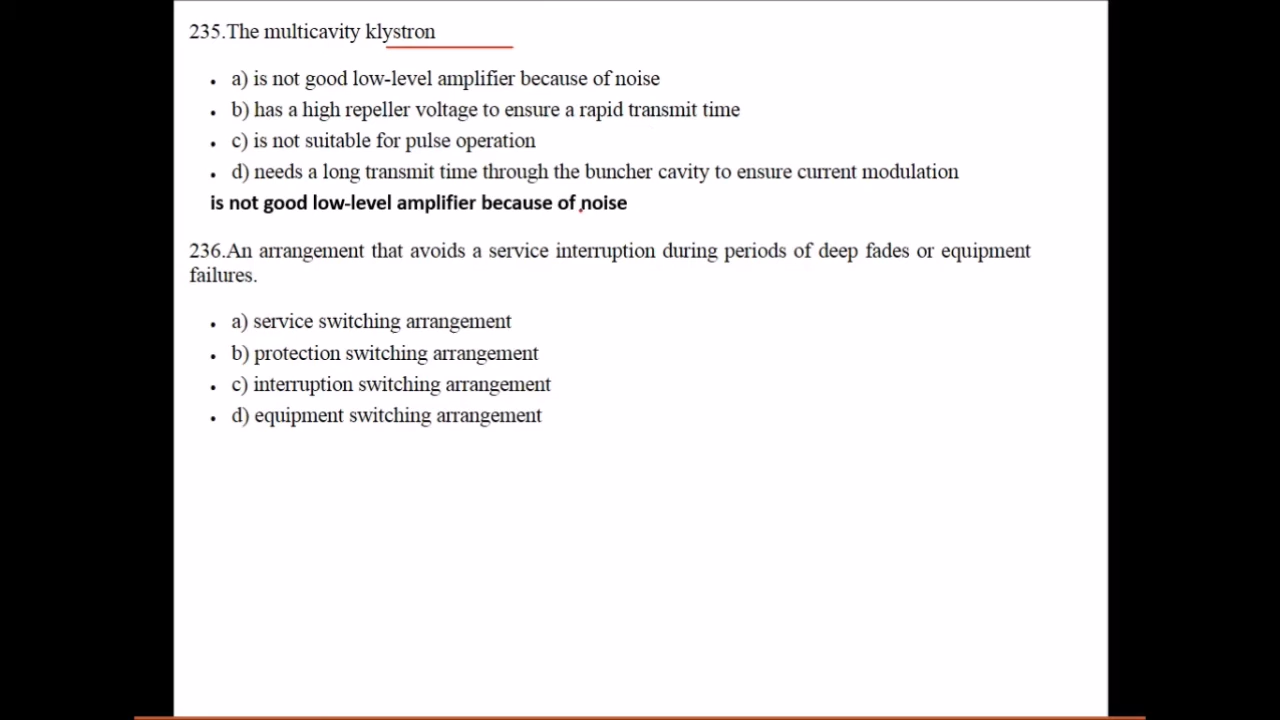 235.The multicavity klystron
• a) is not good low-level amplifier because of noise
• b) has a high repeller voltage to ensure a rapid transmit time
• c) is not suitable for pulse operation
• d) needs a long transmit time through the buncher cavity to ensure current modulation
is not good low-level amplifier because of noise
236.An arrangement that avoids a service interruption during periods of deep fades or equipment
failures.
• a) service switching arrangement
• b) protection switching arrangement
• c) interruption switching arrangement
• d) equipment switching arrangement